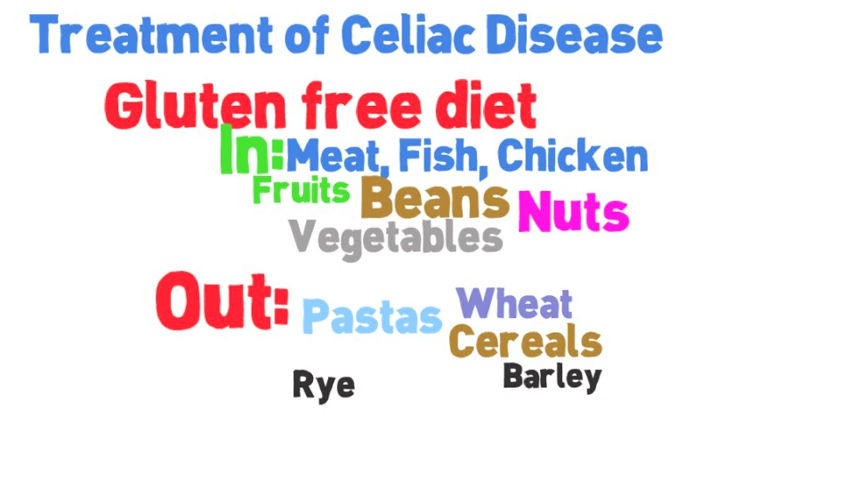 Treatment of Celiac Disease
Gluten free diet
In: Meat, Fish, Chicken
Fruits Beans Nuts
Vegetables
Out: Pastas Wheat
Cereals
Rye Barley